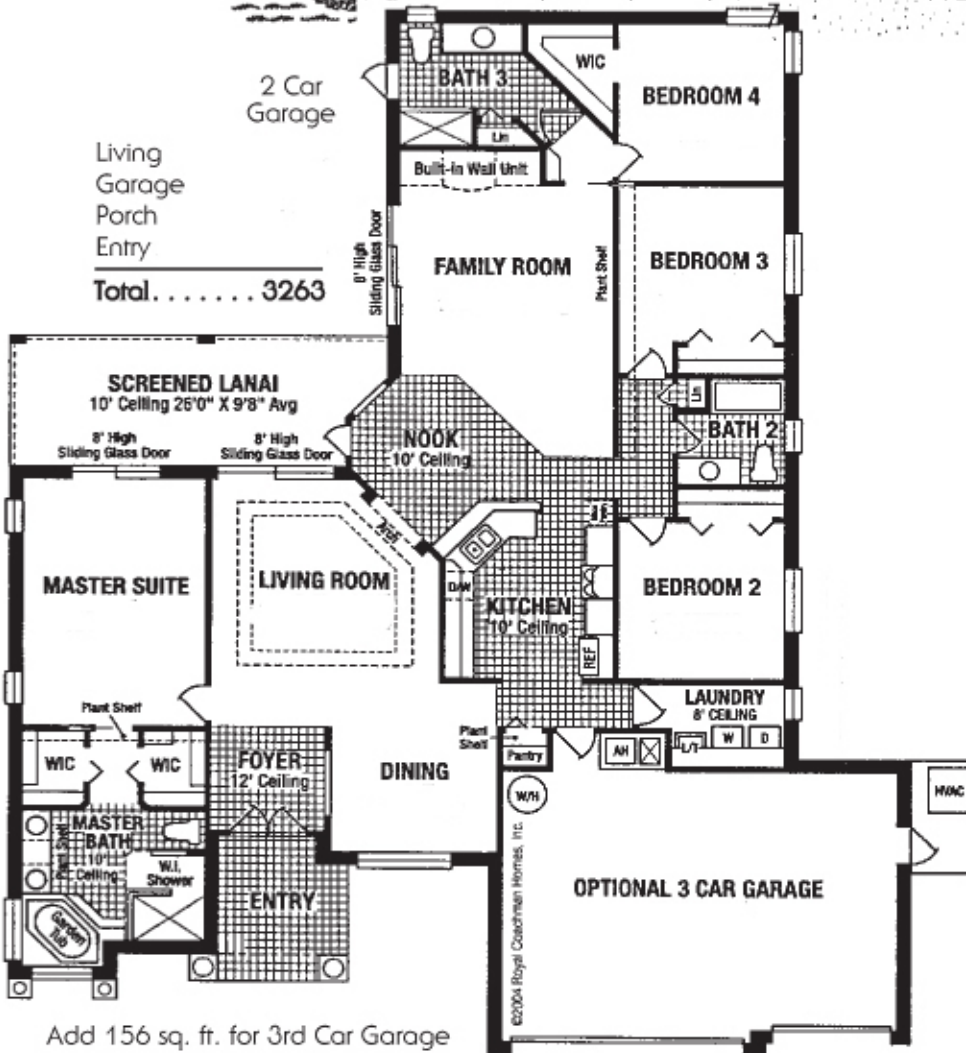 2 Car
Garage
Living
Garage
Porch
Entry
Total. . . . . . . 3263
BATH 3
WIC
BEDROOM 4
Lin
Built-in Wall Unit
8' High
Sliding Glass Door
FAMILY ROOM
Plant Shelf
BEDROOM 3
SCREENED LANAI
10' Ceiling 26'0" X 9'8" Avg
8' High
Sliding Glass Door
8' High
Sliding Glass Door
NOOK
10' Ceiling
Lin
BATH 2
Arch
MASTER SUITE
LIVING ROOM
D/W
KITCHEN
10' Ceiling
REF
BEDROOM 2
Plant Shelf
LAUNDRY
8' CEILING
L/T
W
D
WIC
WIC
FOYER
12' Ceiling
DINING
Plant
Shelf
Pantry
AH
W/H
HVAC
MASTER
BATH
10'
Ceiling
Plant Shelf
W.I.
Shower
Garden
Tub
ENTRY
OPTIONAL 3 CAR GARAGE
©2004 Royal Coachman Homes, Inc.
Add 156 sq. ft. for 3rd Car Garage